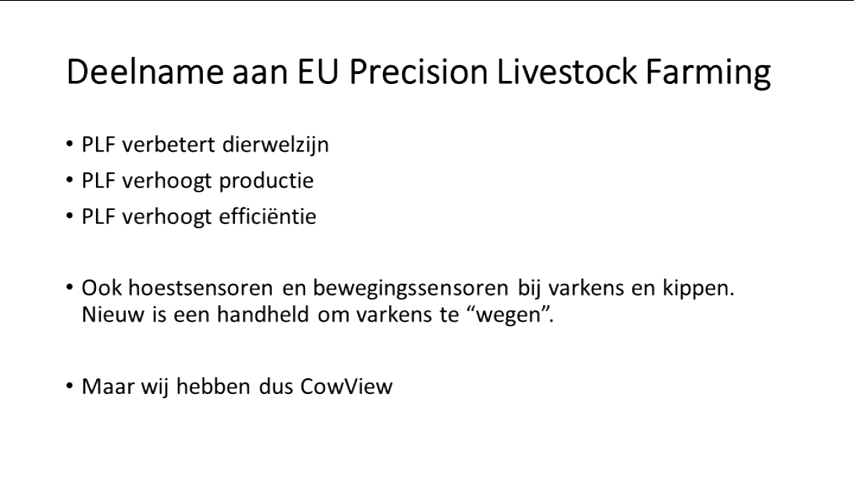 Deelname aan EU Precision Livestock Farming
• PLF verbetert dierwelzijn
• PLF verhoogt productie
• PLF verhoogt efficiëntie
• Ook hoestsensoren en bewegingssensoren bij varkens en kippen.
Nieuw is een handheld om varkens te “wegen”.
• Maar wij hebben dus CowView